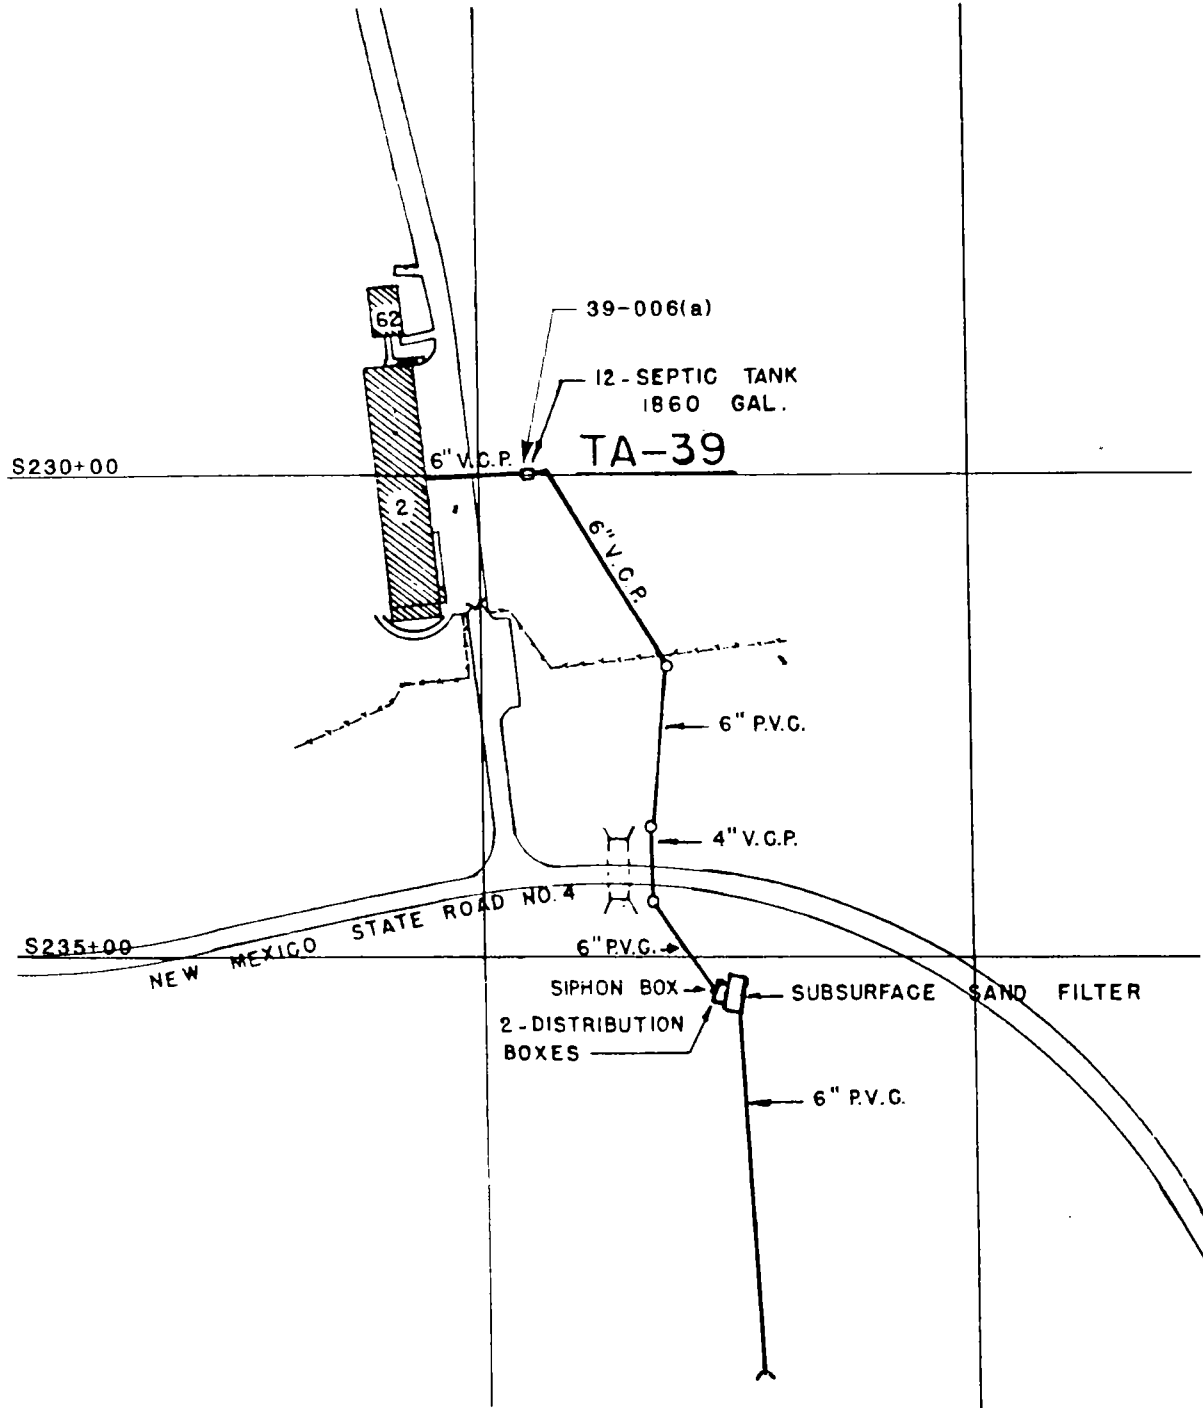 62
39-006(a)
12-SEPTIC TANK
1860 GAL.
S230+00
6" V.C.P.
TA-39
2
6" V.C.P.
6" P.V.C.
4" V.C.P.
NEW MEXICO STATE ROAD NO. 4
S235+00
6" P.V.C.
SIPHON BOX
SUBSURFACE SAND FILTER
2-DISTRIBUTION
BOXES
6" P.V.C.